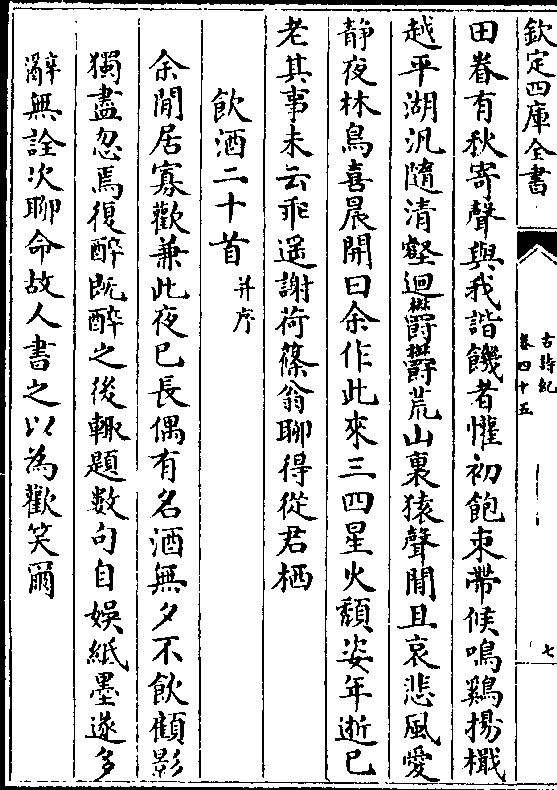 欽定四庫全書
古詩紀
卷四十五
七
田眷有秋寄聲與我諧饑者懽初飽束帶候鳴鷄揚檝
越平湖汎隨清壑迴欝欝荒山裏猿聲閒且哀悲風愛
静夜林鳥喜晨開曰余作此來三四星火頹姿年逝已
老其事未云乖遥謝荷蓧翁聊得從君栖
飲酒二十首并序
余閒居寡歡兼比夜已長偶有名酒無夕不飲顧影
獨盡忽焉復醉既醉之後輙題數句自娛紙墨遂多
辭無詮次聊命故人書之以為歡笑爾